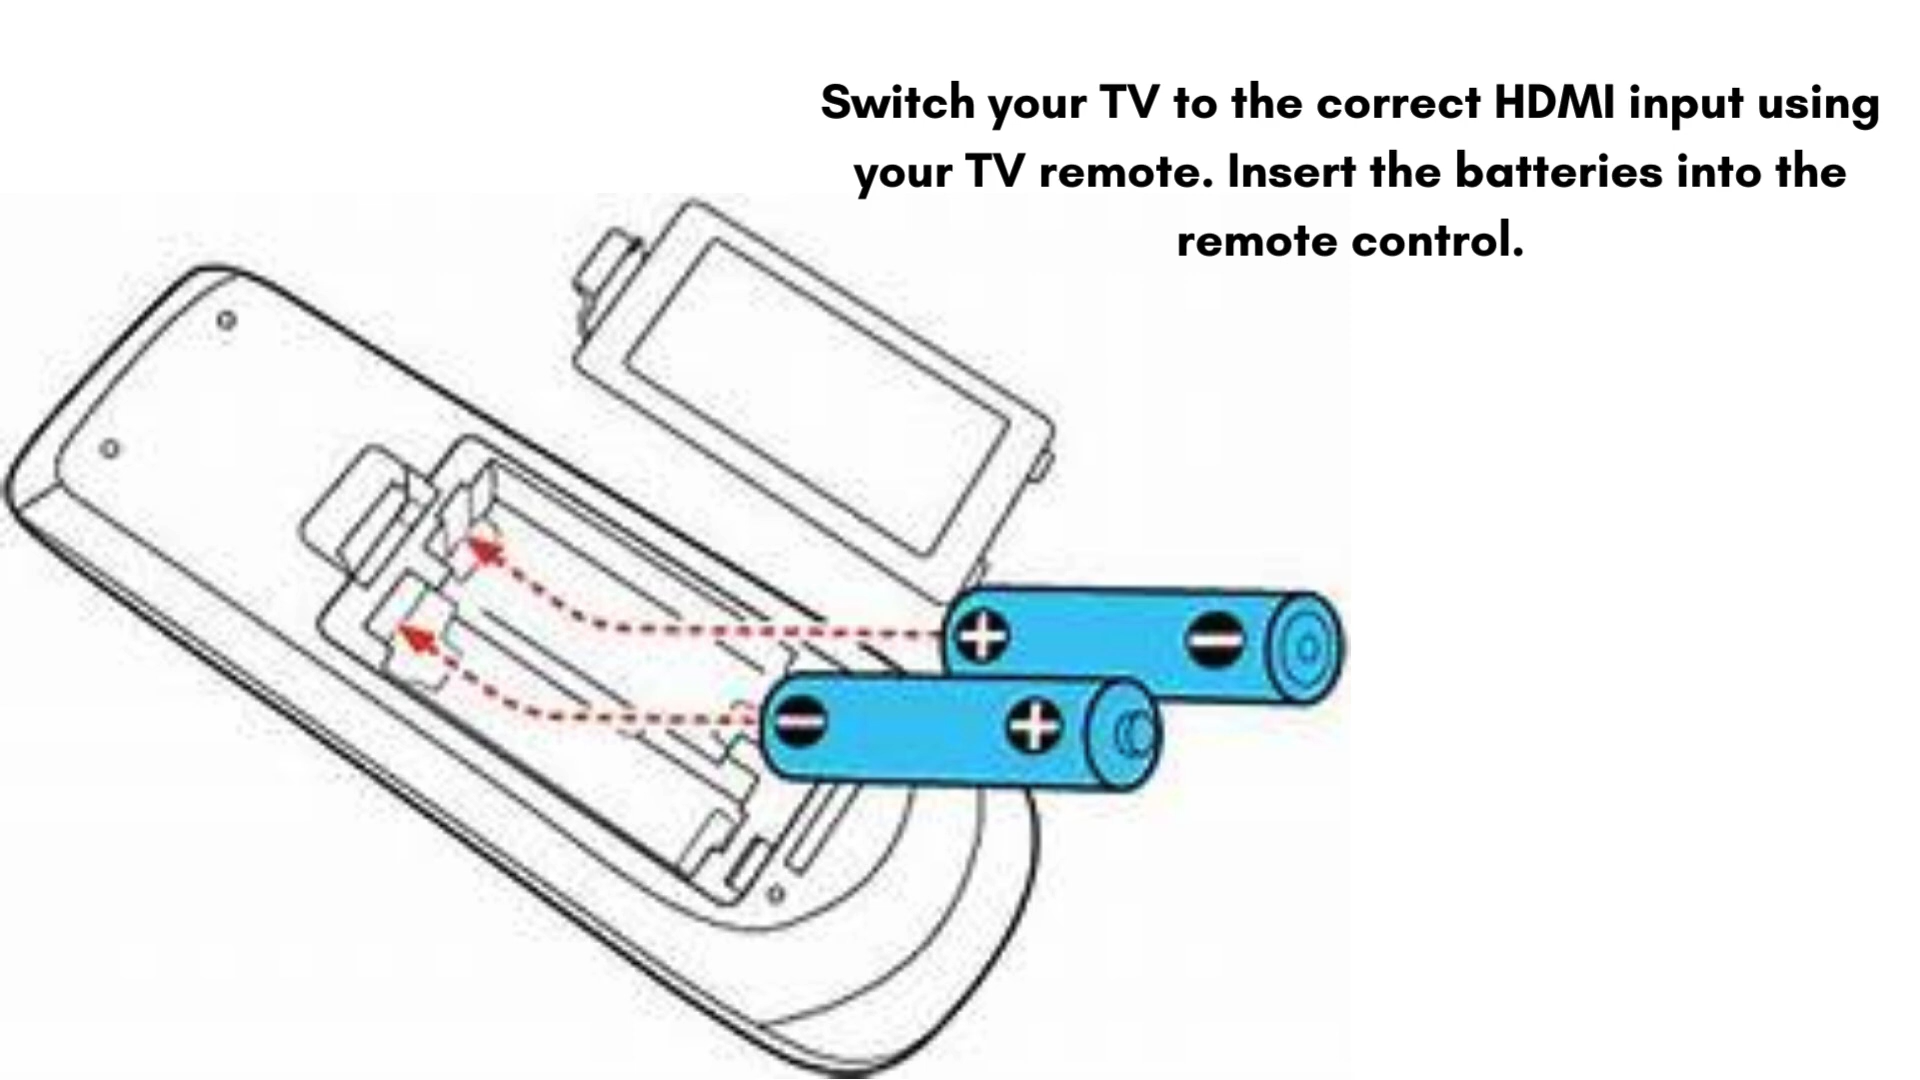 Switch your TV to the correct HDMI input using
your TV remote. Insert the batteries into the
remote control.